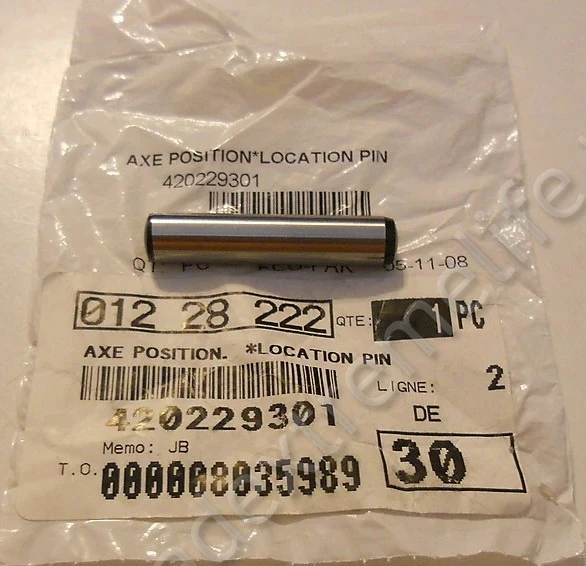 AXE POSITION*LOCATION PIN
420229301
05-11-08
012 28 222 QTE: 1 PC
AXE POSITION. *LOCATION PIN
LIGNE: 2
420229301 DE
Memo: JB
T.O. 000008035989 30